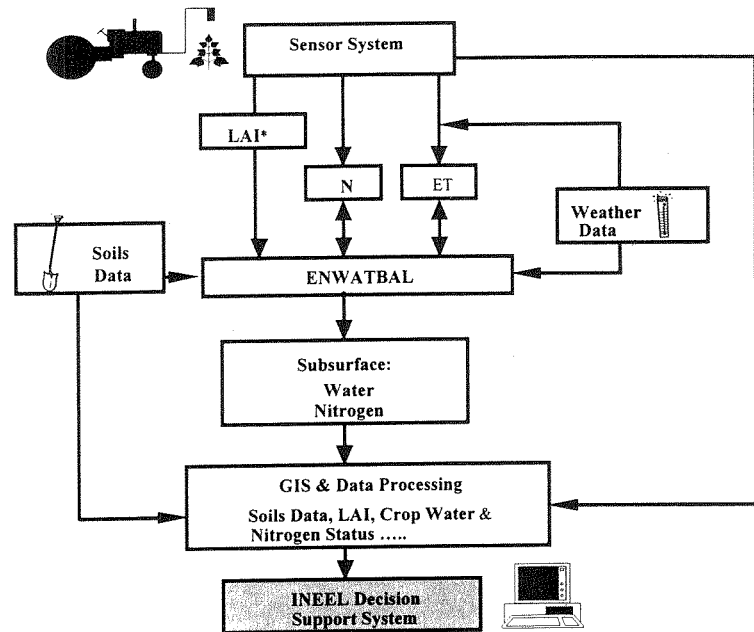 Sensor System
LAI*
N
ET
Weather
Data
Soils
Data
ENWATBAL
Subsurface:
Water
Nitrogen
GIS & Data Processing
Soils Data, LAI, Crop Water &
Nitrogen Status .....
INEEL Decision
Support System